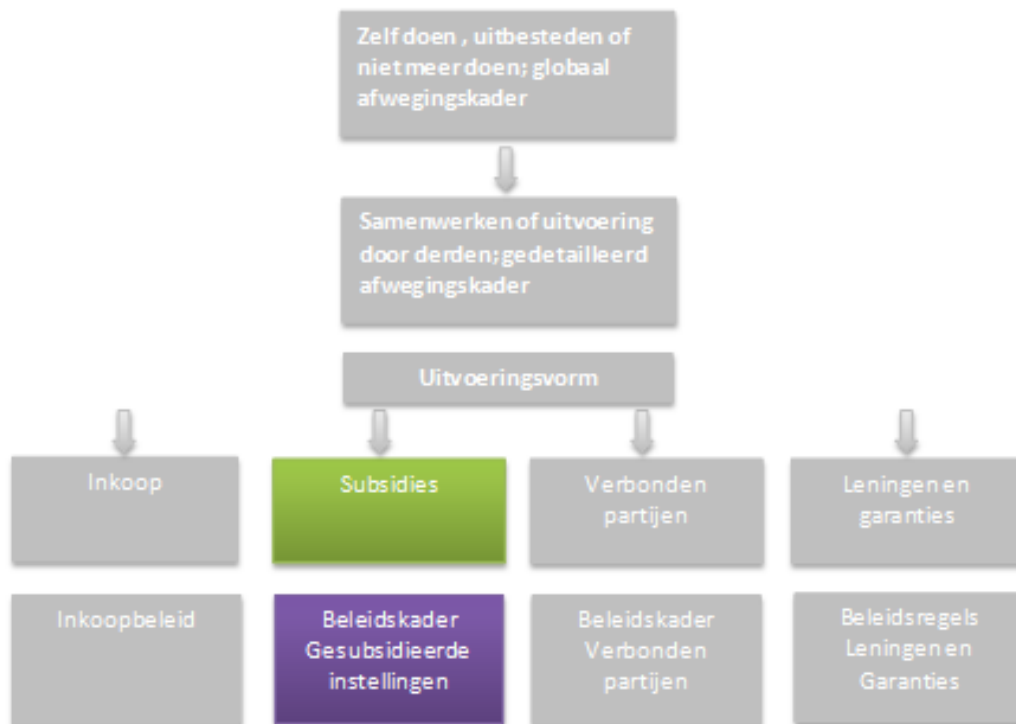 Zelf doen , uitbesteden of
niet meer doen; globaal
afwegingskader
Samenwerken of uitvoering
door derden; gedetailleerd
afwegingskader
Uitvoeringsvorm
Inkoop
Subsidies
Verbonden
partijen
Leningen en
garanties
Inkoopbeleid
Beleidskader
Gesubsidieerde
instellingen
Beleidskader
Verbonden
partijen
Beleidsregels
Leningen en
Garanties